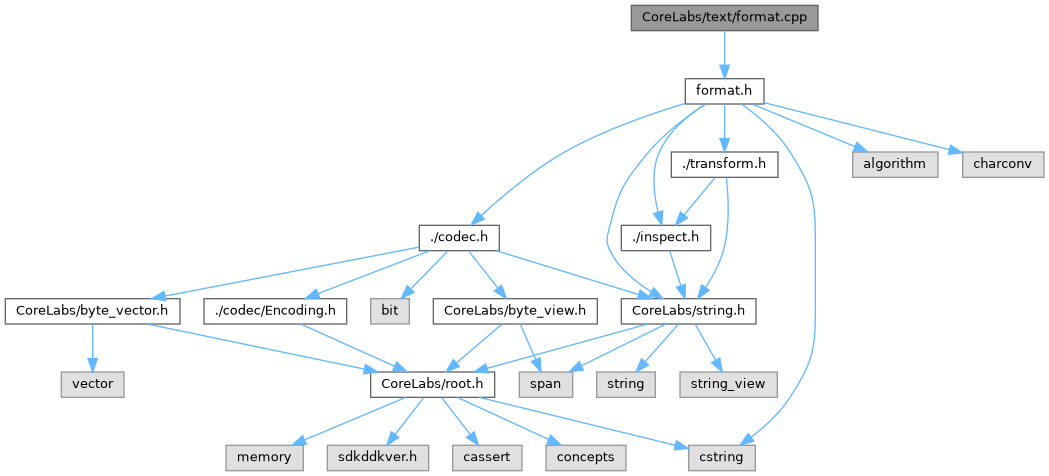 CoreLabs/text/format.cpp
format.h
./transform.h
algorithm
charconv
./codec.h
./inspect.h
CoreLabs/byte_vector.h
./codec/Encoding.h
bit
CoreLabs/byte_view.h
CoreLabs/string.h
vector
CoreLabs/root.h
span
string
string_view
memory
sdkddkver.h
cassert
concepts
cstring